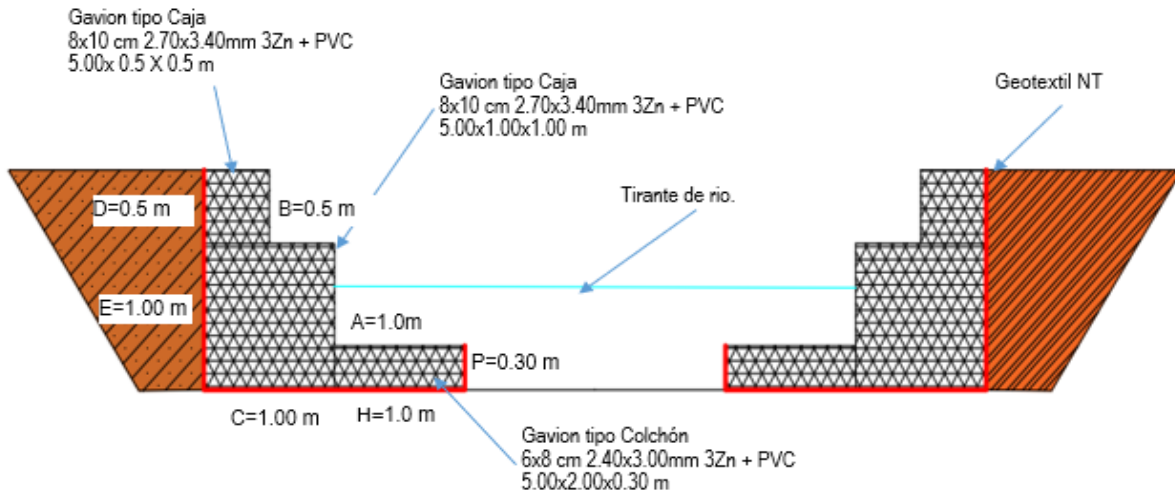 Gavion tipo Caja
8x10 cm 2.70x3.40mm 3Zn + PVC
5.00x 0.5 X 0.5 m
Gavion tipo Caja
8x10 cm 2.70x3.40mm 3Zn + PVC
5.00x1.00x1.00 m
Geotextil NT
D=0.5 m
B=0.5 m
Tirante de rio.
E=1.00 m
A=1.0m
P=0.30 m
C=1.00 m
H=1.0 m
Gavion tipo Colchón
6x8 cm 2.40x3.00mm 3Zn + PVC
5.00x2.00x0.30 m